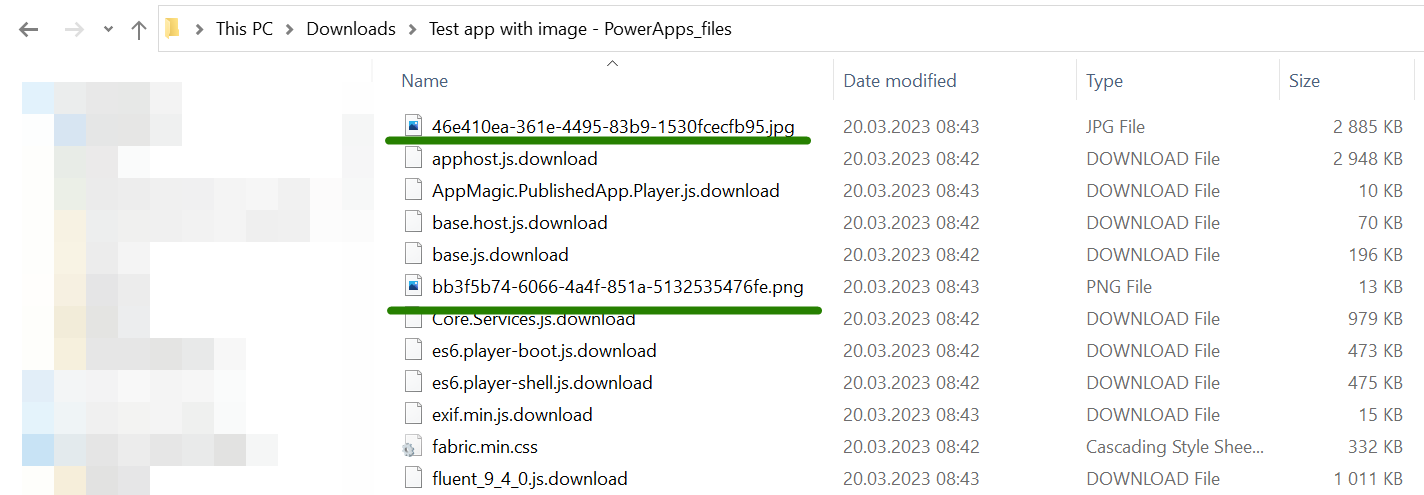 This PC > Downloads > Test app with image - PowerApps_files
Name Date modified Type Size
46e410ea-361e-4495-83b9-1530fcecfb95.jpg 20.03.2023 08:43 JPG File 2 885 KB
apphost.js.download 20.03.2023 08:42 DOWNLOAD File 2 948 KB
AppMagic.PublishedApp.Player.js.download 20.03.2023 08:43 DOWNLOAD File 10 KB
base.host.js.download 20.03.2023 08:42 DOWNLOAD File 70 KB
base.js.download 20.03.2023 08:42 DOWNLOAD File 196 KB
bb3f5b74-6066-4a4f-851a-5132535476fe.png 20.03.2023 08:43 PNG File 13 KB
Core.Services.js.download 20.03.2023 08:42 DOWNLOAD File 979 KB
es6.player-boot.js.download 20.03.2023 08:42 DOWNLOAD File 473 KB
es6.player-shell.js.download 20.03.2023 08:42 DOWNLOAD File 475 KB
exif.min.js.download 20.03.2023 08:43 DOWNLOAD File 15 KB
fabric.min.css 20.03.2023 08:42 Cascading Style Shee... 332 KB
fluent_9_4_0.js.download 20.03.2023 08:43 DOWNLOAD File 1 011 KB